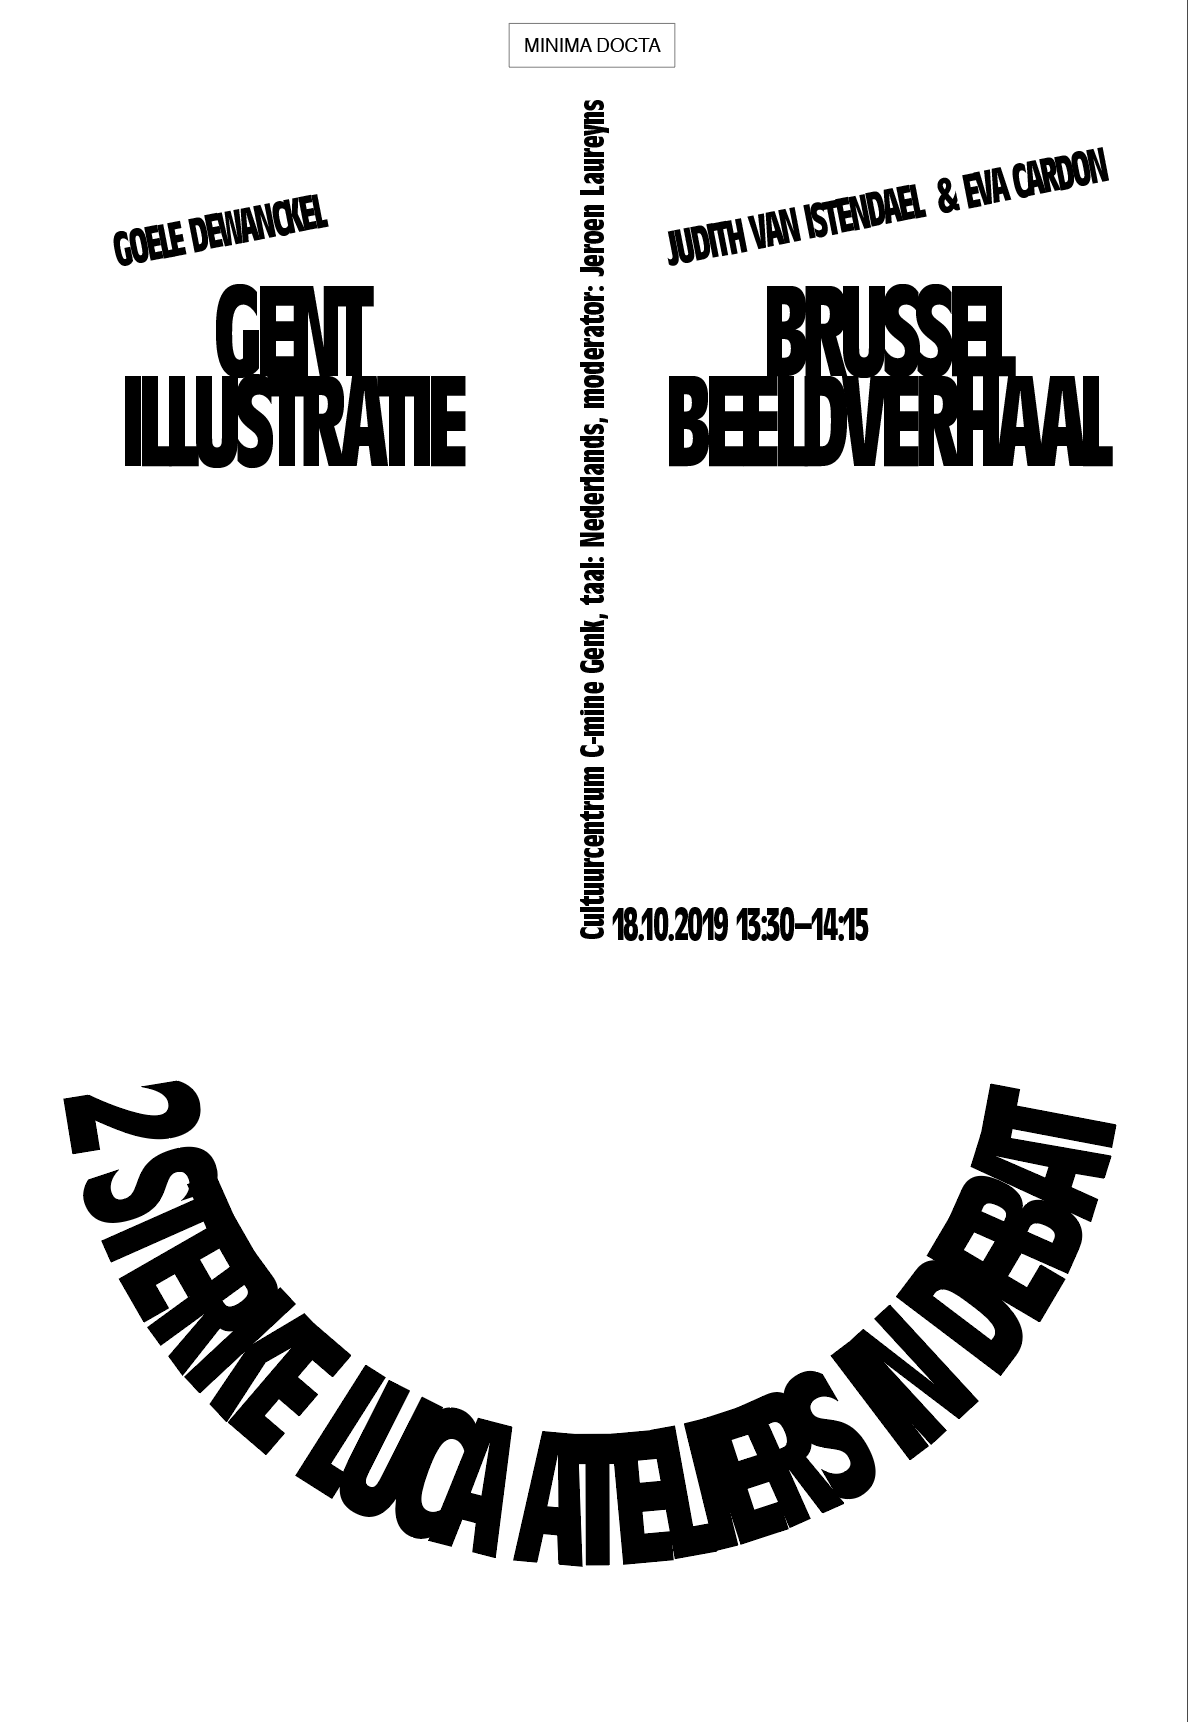 MINIMA DOCTA
GOELE DEWANCKEL
GENT
ILLUSTRATIE
JUDITH VAN ISTENDAEL & EVA CARDON
BRUSSEL
BEELDVERHAAL
Cultuurcentrum C-mine Genk, taal: Nederlands, moderator: Jeroen Laureyns
18.10.2019 13:30–14:15
2 STERKE LUCA ATELIERS IN DEBAT